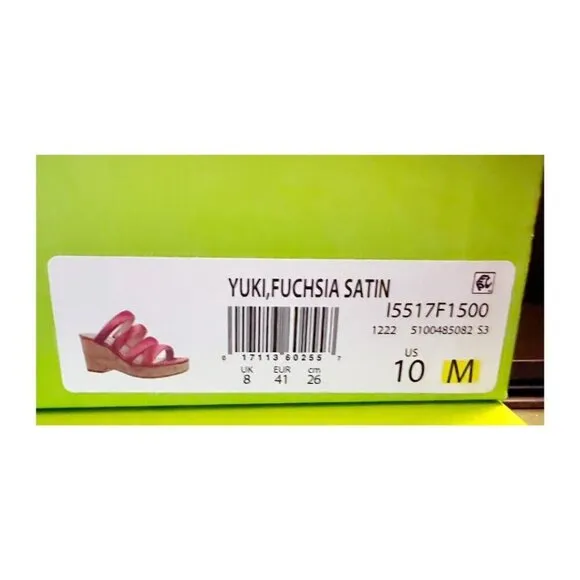 YUKI,FUCHSIA SATIN
I5517F1500
1222 5100485082 S3
0 17113 60255 7
UK EUR cm
8 41 26
US
10 M